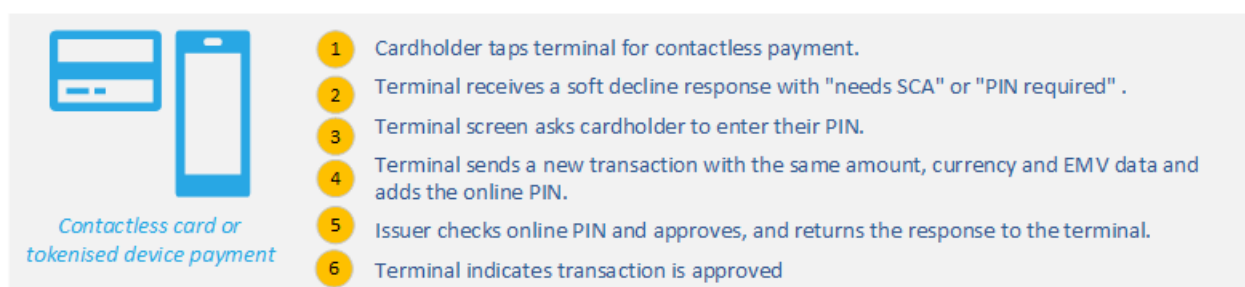 1 Cardholder taps terminal for contactless payment.
2 Terminal receives a soft decline response with "needs SCA" or "PIN required" .
3 Terminal screen asks cardholder to enter their PIN.
4 Terminal sends a new transaction with the same amount, currency and EMV data and
adds the online PIN.
5 Issuer checks online PIN and approves, and returns the response to the terminal.
6 Terminal indicates transaction is approved
Contactless card or
tokenised device payment